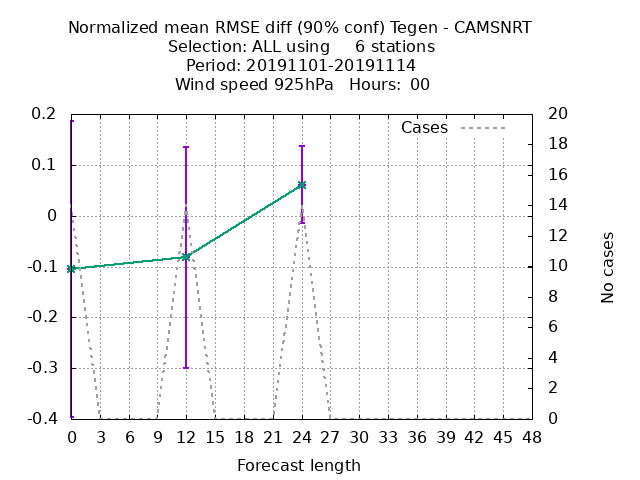 Normalized mean RMSE diff (90% conf) Tegen - CAMSNRT
Selection: ALL using     6 stations
Period: 20191101-20191114
Wind speed 925hPa   Hours:  00
Cases
0.2
0.1
0
-0.1
-0.2
-0.3
-0.4
20
18
16
14
12
10
8
6
4
2
0
No cases
0 3 6 9 12 15 18 21 24 27 30 33 36 39 42 45 48
Forecast length